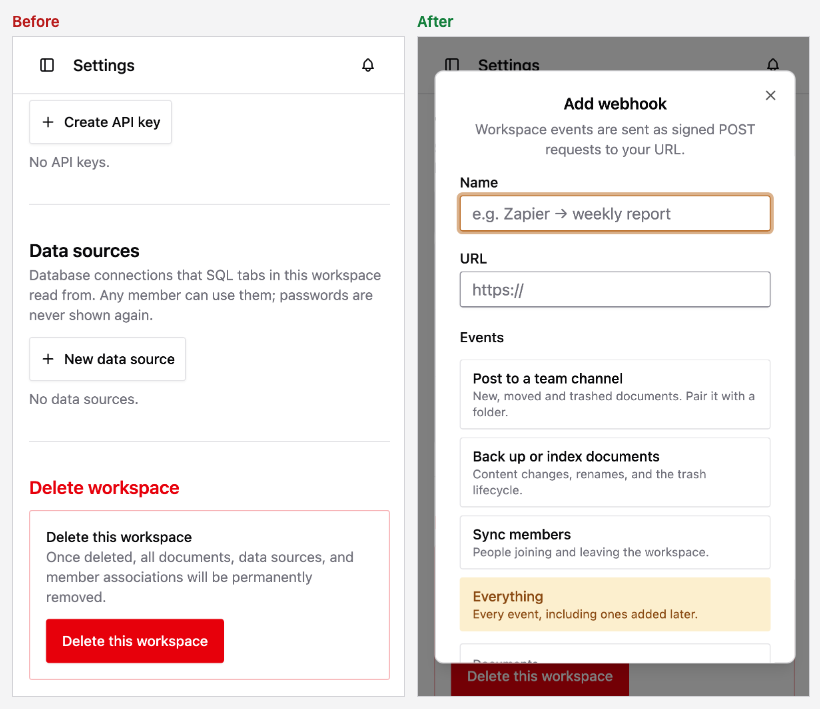 Before
Settings
+ Create API key
No API keys.
Data sources
Database connections that SQL tabs in this workspace
read from. Any member can use them; passwords are
never shown again.
+ New data source
No data sources.
Delete workspace
Delete this workspace
Once deleted, all documents, data sources, and
member associations will be permanently
removed.
Delete this workspace
After
Settings
Add webhook
Workspace events are sent as signed POST
requests to your URL.
Name
e.g. Zapier → weekly report
URL
https://
Events
Post to a team channel
New, moved and trashed documents. Pair it with a
folder.
Back up or index documents
Content changes, renames, and the trash
lifecycle.
Sync members
People joining and leaving the workspace.
Everything
Every event, including ones added later.
Documents
Delete this workspace